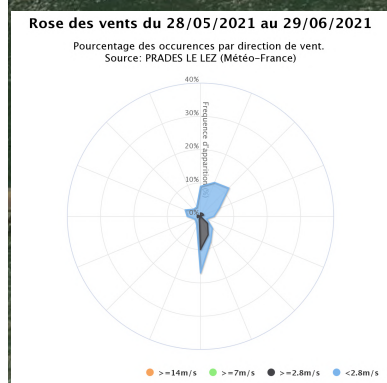 Rose des vents du 28/05/2021 au 29/06/2021
Pourcentage des occurences par direction de vent.
Source: PRADES LE LEZ (Météo-France)
40%
30%
20%
10%
0%
Frequence d'apparition
>=14m/s
>=7m/s
>=2.8m/s
<2.8m/s